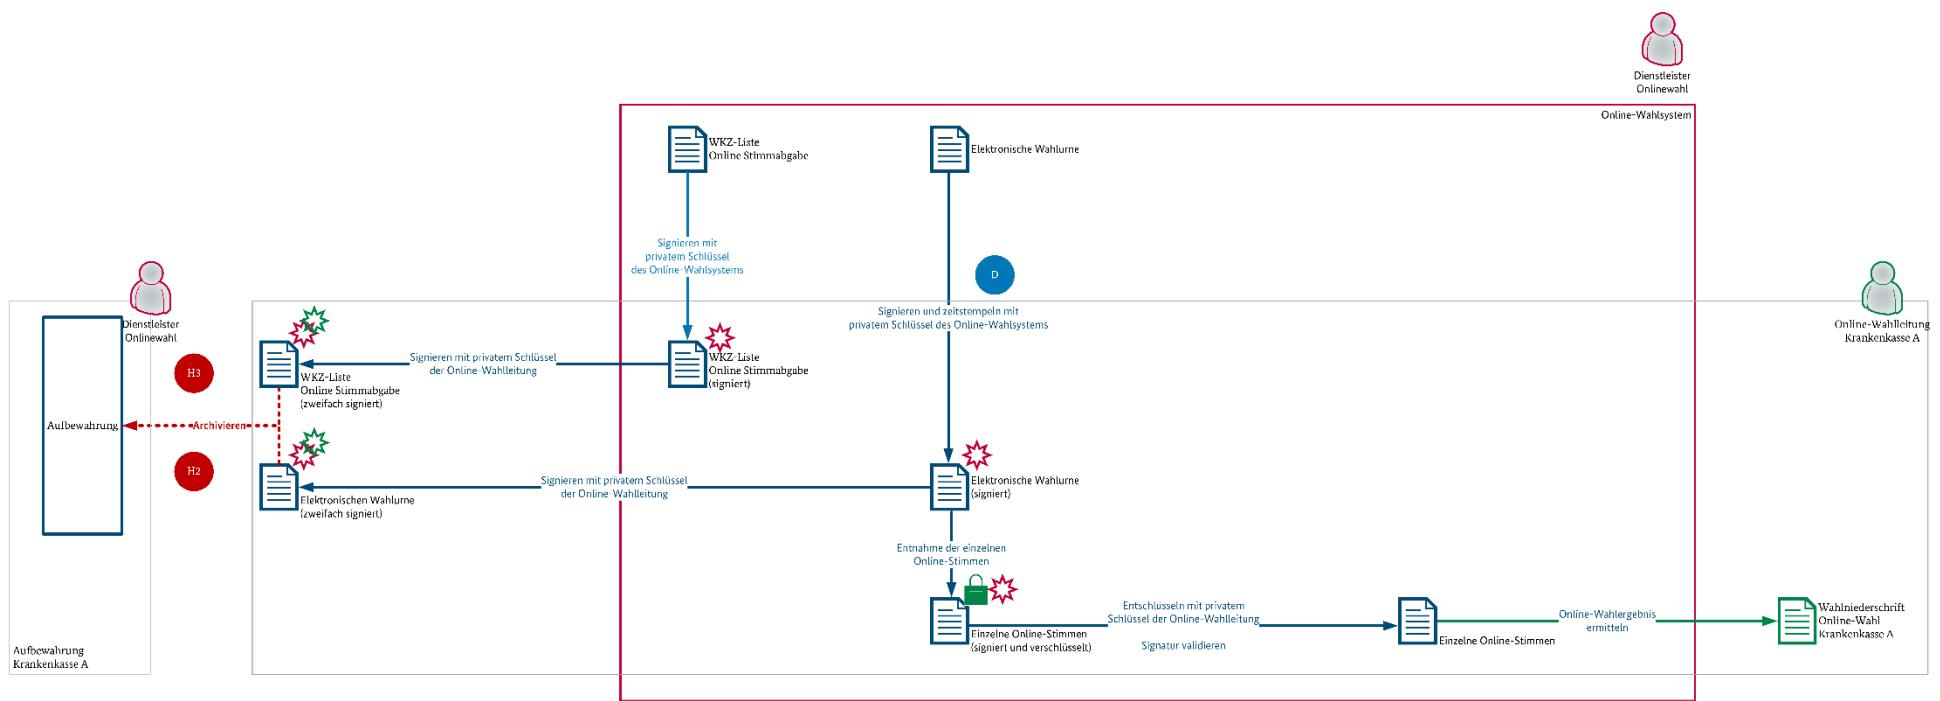 Dienstleister
Onlinewahl
Online-Wahlsystem
WKZ-Liste
Online Stimmabgabe
Elektronische Wahlurne
Signieren mit
privatem Schlüssel
des Online-Wahlsystems
D
Dienstleister
Onlinewahl
Signieren und zeitstempeln mit
privatem Schlüssel des Online-Wahlsystems
Online-Wahlleitung
Krankenkasse A
H3
WKZ-Liste
Online Stimmabgabe
(zweifach signiert)
Signieren mit privatem Schlüssel
der Online-Wahlleitung
WKZ-Liste
Online Stimmabgabe
(signiert)
Aufbewahrung
Archivieren
H2
Elektronischen Wahlurne
(zweifach signiert)
Signieren mit privatem Schlüssel
der Online-Wahlleitung
Elektronische Wahlurne
(signiert)
Entnahme der einzelnen
Online-Stimmen
Einzelne Online-Stimmen
(signiert und verschlüsselt)
Entschlüsseln mit privatem
Schlüssel der Online-Wahlleitung
Signatur validieren
Einzelne Online-Stimmen
Online-Wahlergebnis
ermitteln
Wahlniederschrift
Online-Wahl
Krankenkasse A
Aufbewahrung
Krankenkasse A